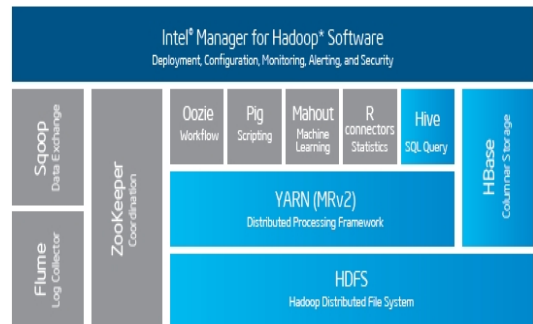 Intel® Manager for Hadoop* Software
Deployment, Configuration, Monitoring, Alerting, and Security
Sqoop
Data Exchange
Flume
Log Collector
ZooKeeper
Coordination
Oozie
Workflow
Pig
Scripting
Mahout
Machine
Learning
R
connectors
Statistics
Hive
SQL Query
HBase
Columnar Storage
YARN (MRv2)
Distributed Processing Framework
HDFS
Hadoop Distributed File System